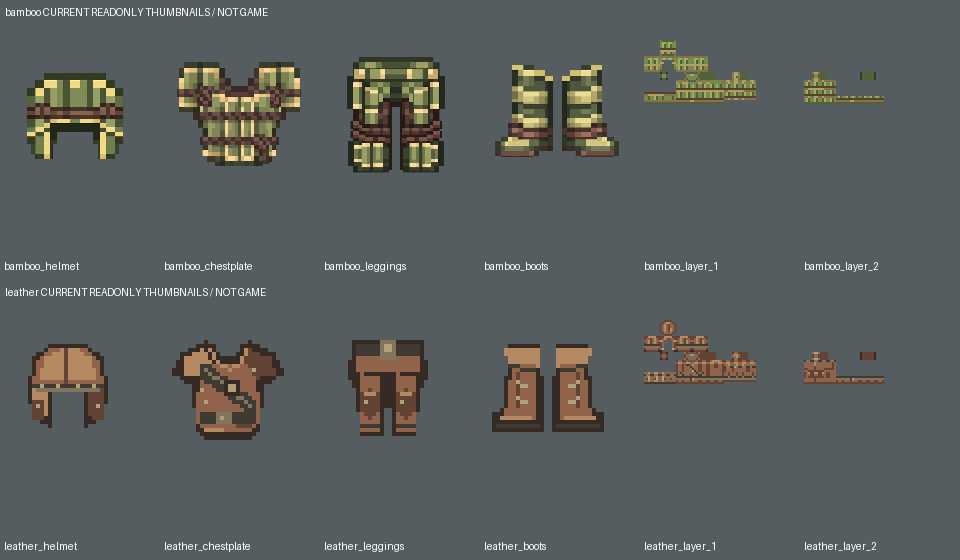 bamboo CURRENT READONLY THUMBNAILS / NOT GAME
bamboo_helmet
bamboo_chestplate
bamboo_leggings
bamboo_boots
bamboo_layer_1
bamboo_layer_2
leather CURRENT READONLY THUMBNAILS / NOT GAME
leather_helmet
leather_chestplate
leather_leggings
leather_boots
leather_layer_1
leather_layer_2